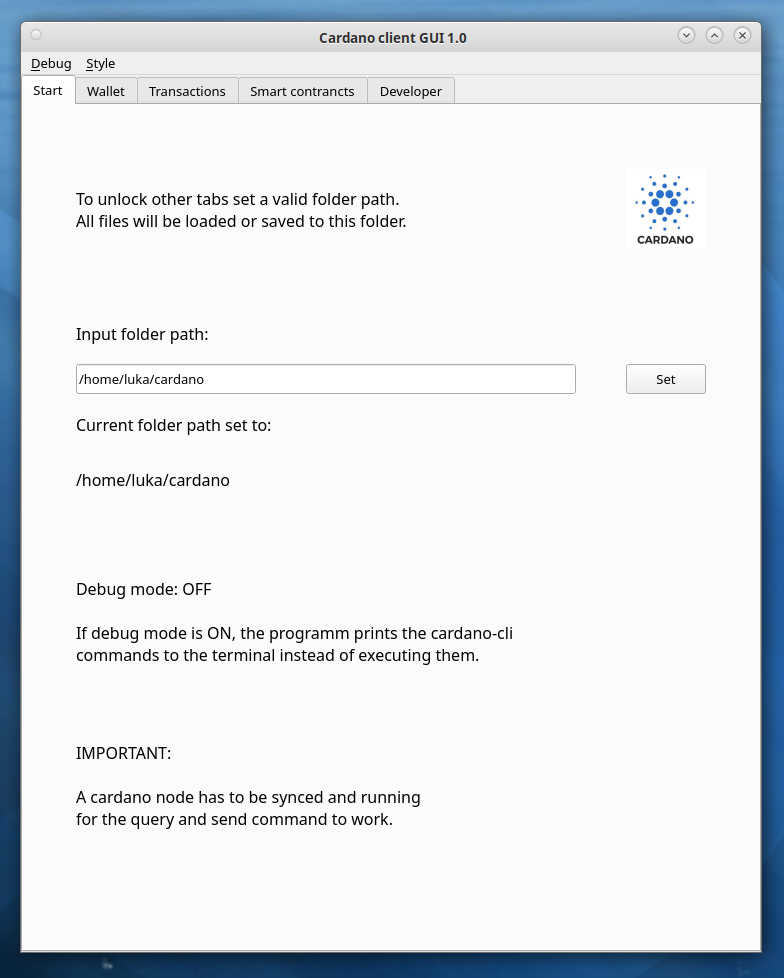 Cardano client GUI 1.0
Debug Style
Start Wallet Transactions Smart contrancts Developer
To unlock other tabs set a valid folder path.
All files will be loaded or saved to this folder.
CARDANO
Input folder path:
/home/luka/cardano Set
Current folder path set to:
/home/luka/cardano
Debug mode: OFF
If debug mode is ON, the programm prints the cardano-cli
commands to the terminal instead of executing them.
IMPORTANT:
A cardano node has to be synced and running
for the query and send command to work.